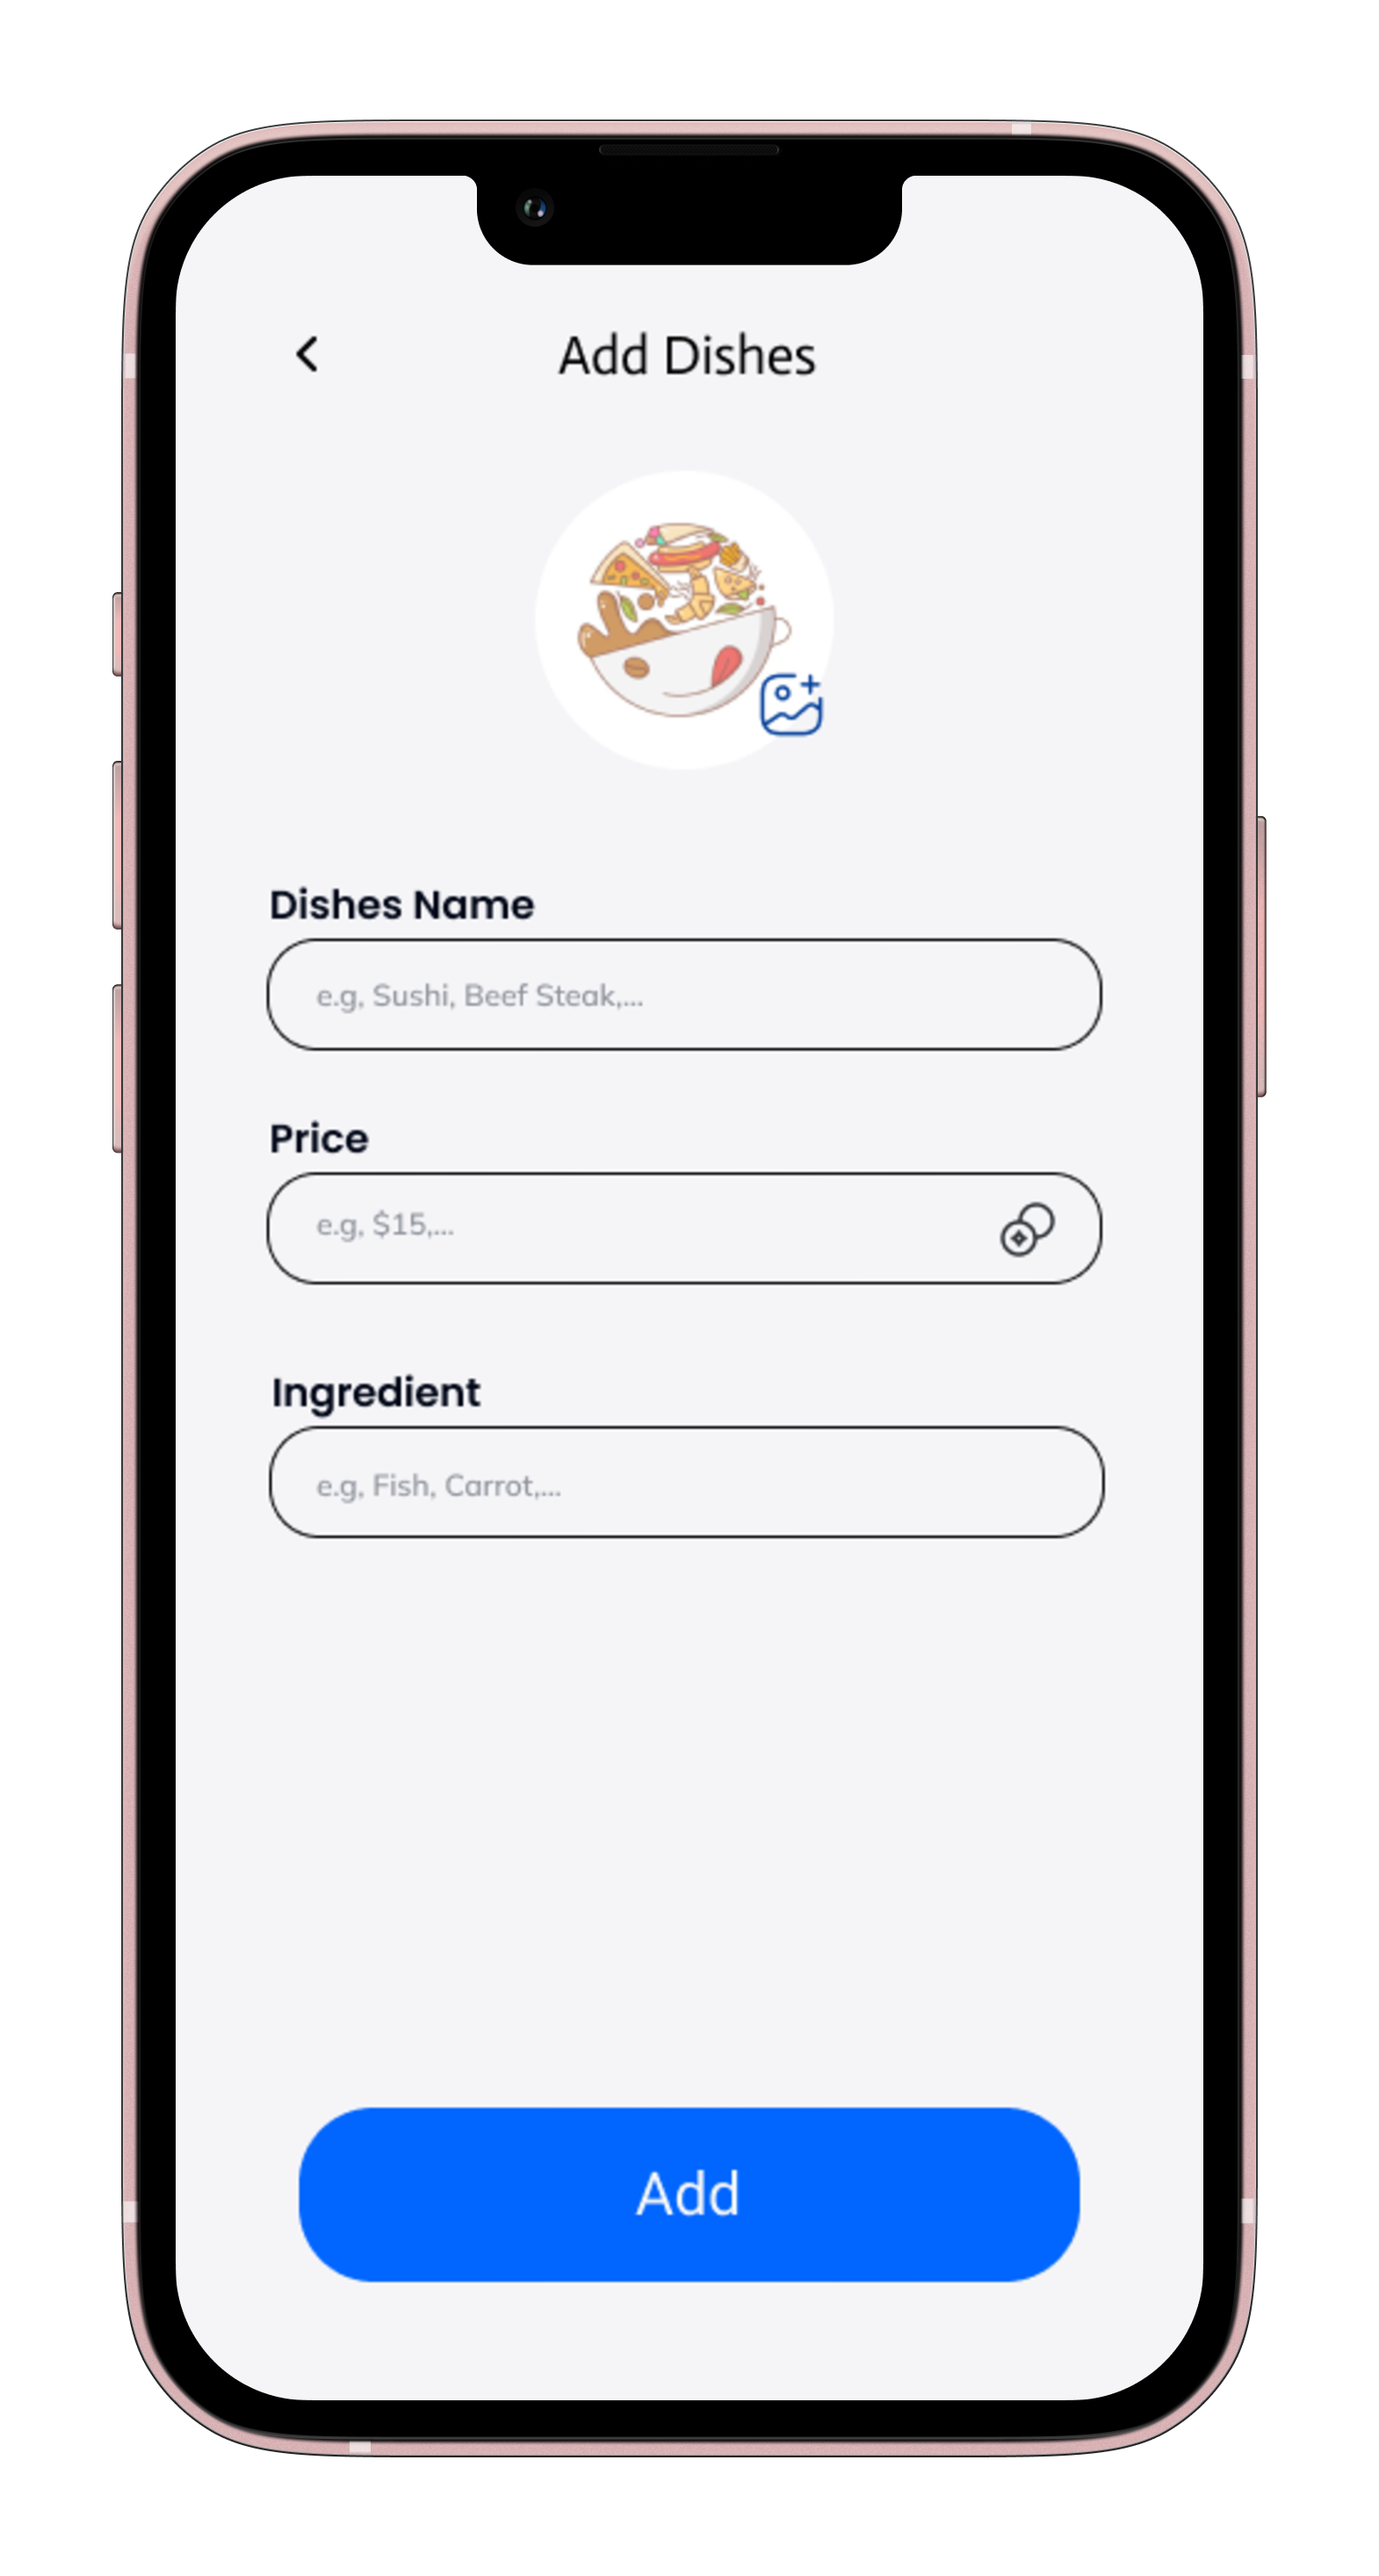 Add Dishes
Dishes Name
e.g, Sushi, Beef Steak,...
Price
e.g, $15,...
Ingredient
e.g, Fish, Carrot,...
Add